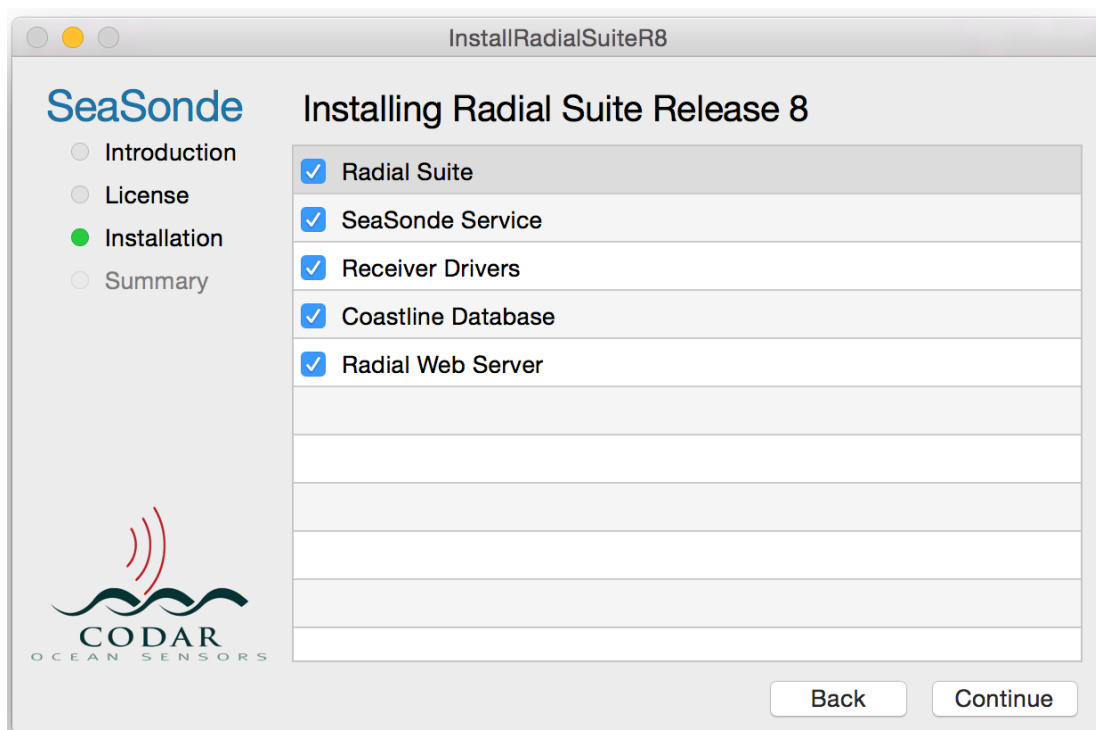 InstallRadialSuiteR8
SeaSonde
Introduction
License
Installation
Summary
CODAR
OCEAN SENSORS
Installing Radial Suite Release 8
Radial Suite
SeaSonde Service
Receiver Drivers
Coastline Database
Radial Web Server
Back
Continue